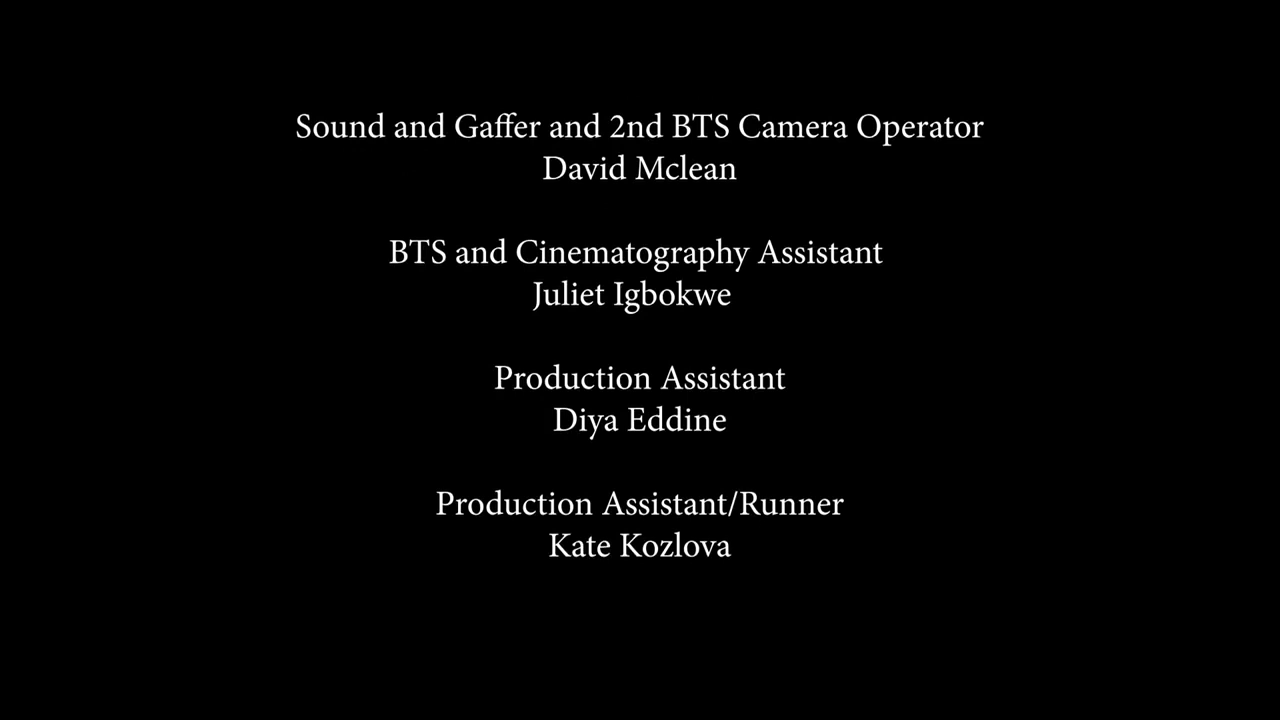 Sound and Gaffer and 2nd BTS Camera Operator
David Mclean
BTS and Cinematography Assistant
Juliet Igbokwe
Production Assistant
Diya Eddine
Production Assistant/Runner
Kate Kozlova